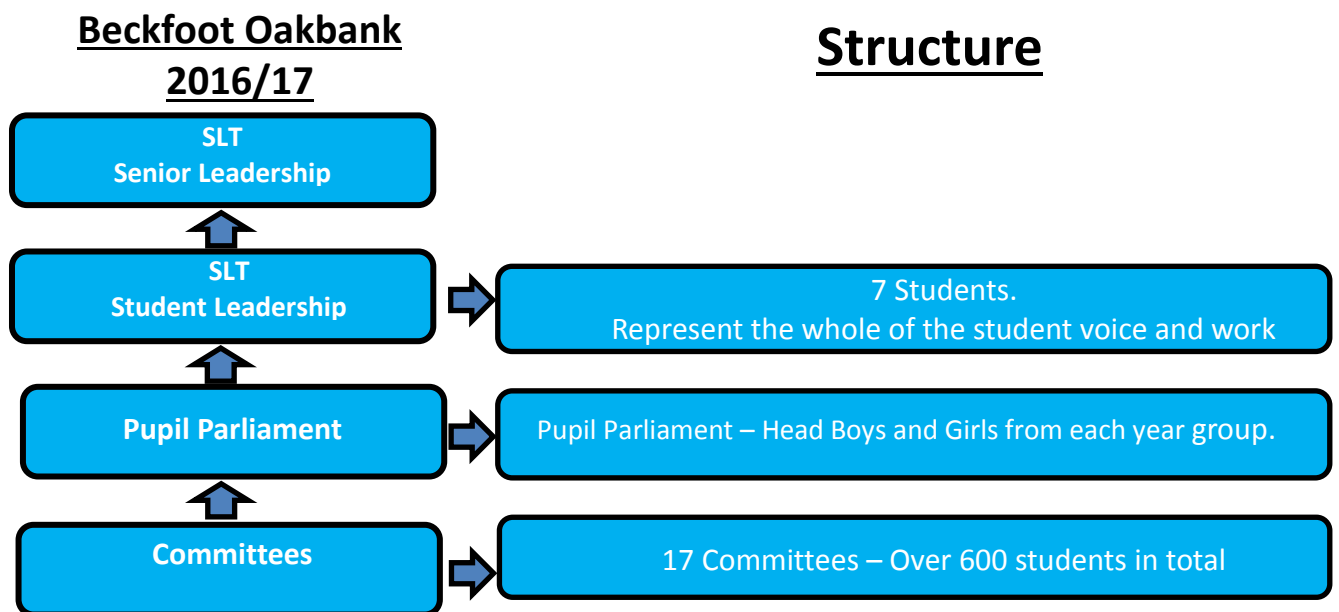 Beckfoot Oakbank
2016/17
Structure
SLT
Senior Leadership
SLT
Student Leadership
7 Students.
Represent the whole of the student voice and work
Pupil Parliament
Pupil Parliament – Head Boys and Girls from each year group.
Committees
17 Committees – Over 600 students in total